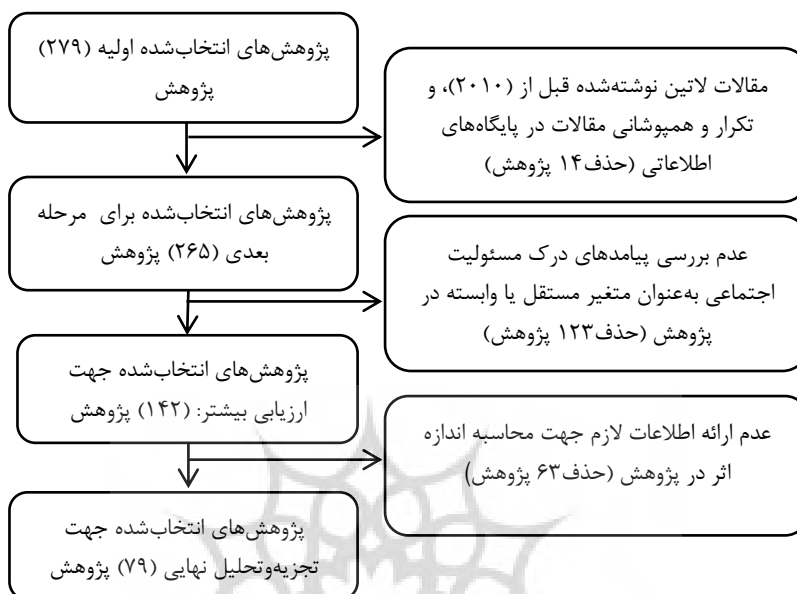 پژوهش‌های انتخاب‌شده اولیه (۲۷۹)
پژوهش
مقالات لاتین نوشته‌شده قبل از (۲۰۱۰)، و
تکرار و همپوشانی مقالات در پایگاه‌های
اطلاعاتی (حذف۱۴ پژوهش)
پژوهش‌های انتخاب‌شده برای مرحله
بعدی (۲۶۵) پژوهش
عدم بررسی پیامدهای درک مسئولیت
اجتماعی به‌عنوان متغیر مستقل یا وابسته در
پژوهش (حذف۱۲۳ پژوهش)
پژوهش‌های انتخاب‌شده جهت
ارزیابی بیشتر: (۱۴۲) پژوهش
عدم ارائه اطلاعات لازم جهت محاسبه اندازه
اثر در پژوهش (حذف۶۳ پژوهش)
پژوهش‌های انتخاب‌شده جهت
تجزیه‌وتحلیل نهایی (۷۹) پژوهش